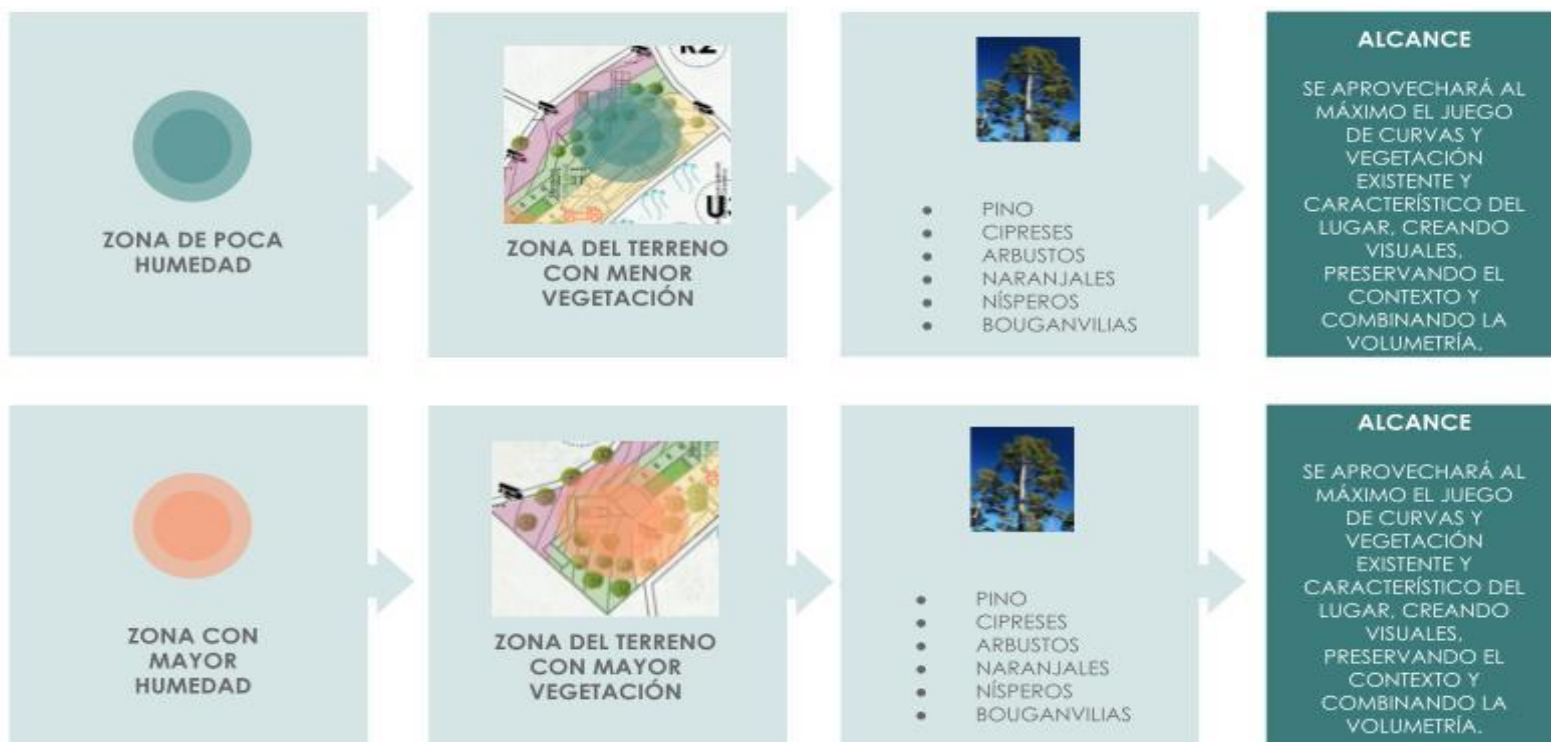 ZONA DE POCA
HUMEDAD
R2
U
ZONA DEL TERRENO
CON MENOR
VEGETACIÓN
● PINO
● CIPRESES
● ARBUSTOS
● NARANJALES
● NÍSPEROS
● BOUGANVILIAS
ALCANCE
SE APROVECHARÁ AL
MÁXIMO EL JUEGO
DE CURVAS Y
VEGETACIÓN
EXISTENTE Y
CARACTERÍSTICO DEL
LUGAR, CREANDO
VISUALES,
PRESERVANDO EL
CONTEXTO Y
COMBINANDO LA
VOLUMETRÍA.
ZONA CON
MAYOR
HUMEDAD
ZONA DEL TERRENO
CON MAYOR
VEGETACIÓN
● PINO
● CIPRESES
● ARBUSTOS
● NARANJALES
● NÍSPEROS
● BOUGANVILIAS
ALCANCE
SE APROVECHARÁ AL
MÁXIMO EL JUEGO
DE CURVAS Y
VEGETACIÓN
EXISTENTE Y
CARACTERÍSTICO DEL
LUGAR, CREANDO
VISUALES,
PRESERVANDO EL
CONTEXTO Y
COMBINANDO LA
VOLUMETRÍA.